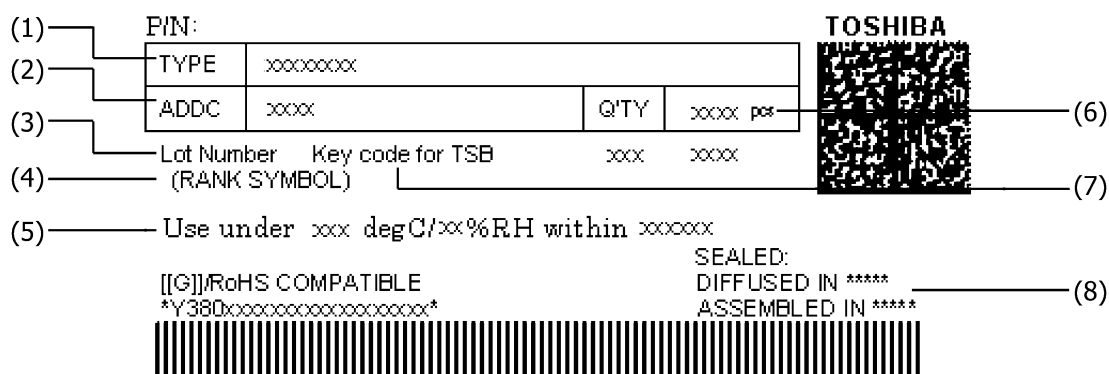 P/N:
TOSHIBA
(1)
TYPE xxxxxxxx
(2)
ADDC xxxx Q'TY xxxx pcs
(6)
(3)
Lot Number Key code for TSB xxx xxxx
(4)
(RANK SYMBOL)
(7)
(5)
Use under xxx degC/xx%RH within xxxxxx
SEALED:
[[G]]/RoHS COMPATIBLE DIFFUSED IN *****
(8)
*Y380xxxxxxxxxxxxxxxxxx* ASSEMBLED IN *****